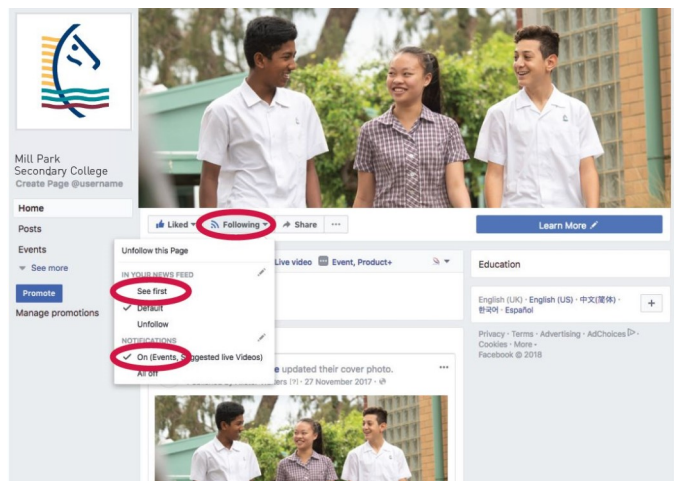 Mill Park
Secondary College
Create Page @username
Home
Posts
Events
See more
Promote
Manage promotions
Liked
Following
Share
Learn More
Unfollow this Page
IN YOUR NEWS FEED
See first
Default
Unfollow
NOTIFICATIONS
On (Events, Suggested live Videos)
All off
Live video Event, Product+
updated their cover photo.
(?) · 27 November 2017 ·
Education
English (UK) · English (US) · 中文(简体) ·
한국어 · Español
Privacy · Terms · Advertising · AdChoices ·
Cookies · More
Facebook © 2018